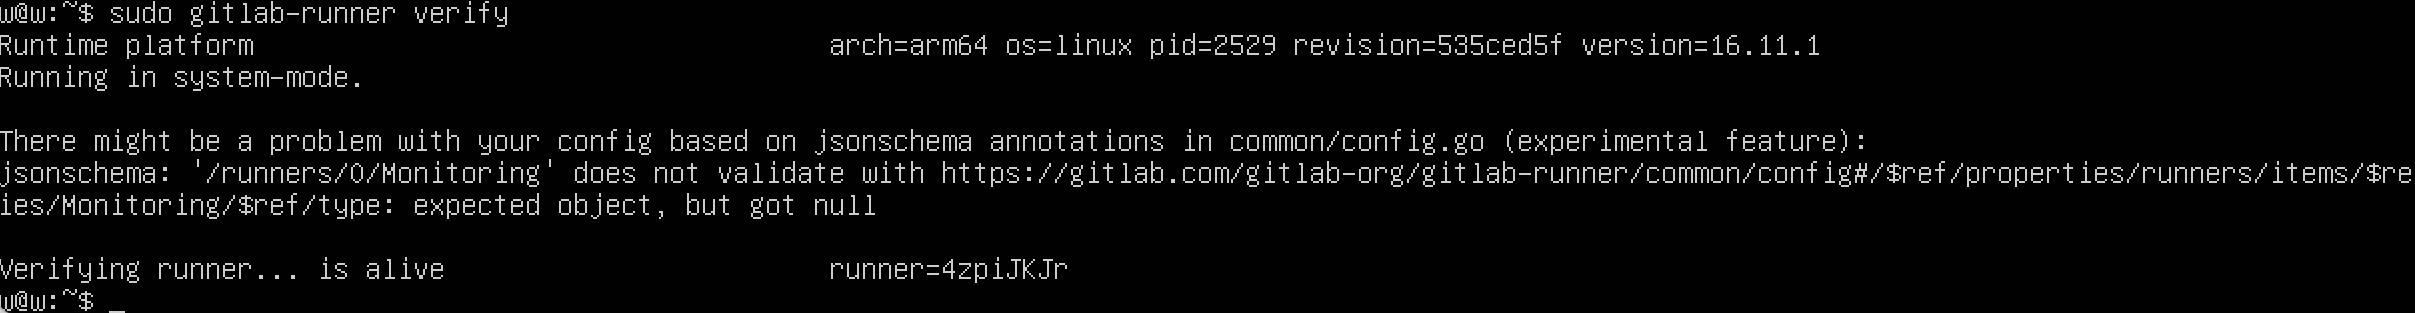 w@w:~$ sudo gitlab-runner verify
Runtime platform                                    arch=arm64 os=linux pid=2529 revision=535ced5f version=16.11.1
Running in system-mode.

There might be a problem with your config based on jsonschema annotations in common/config.go (experimental feature):
jsonschema: '/runners/0/Monitoring' does not validate with https://gitlab.com/gitlab-org/gitlab-runner/common/config#/$ref/properties/runners/items/$re
ies/Monitoring/$ref/type: expected object, but got null

Verifying runner... is alive                        runner=4zpiJKJr
w@w:~$ _